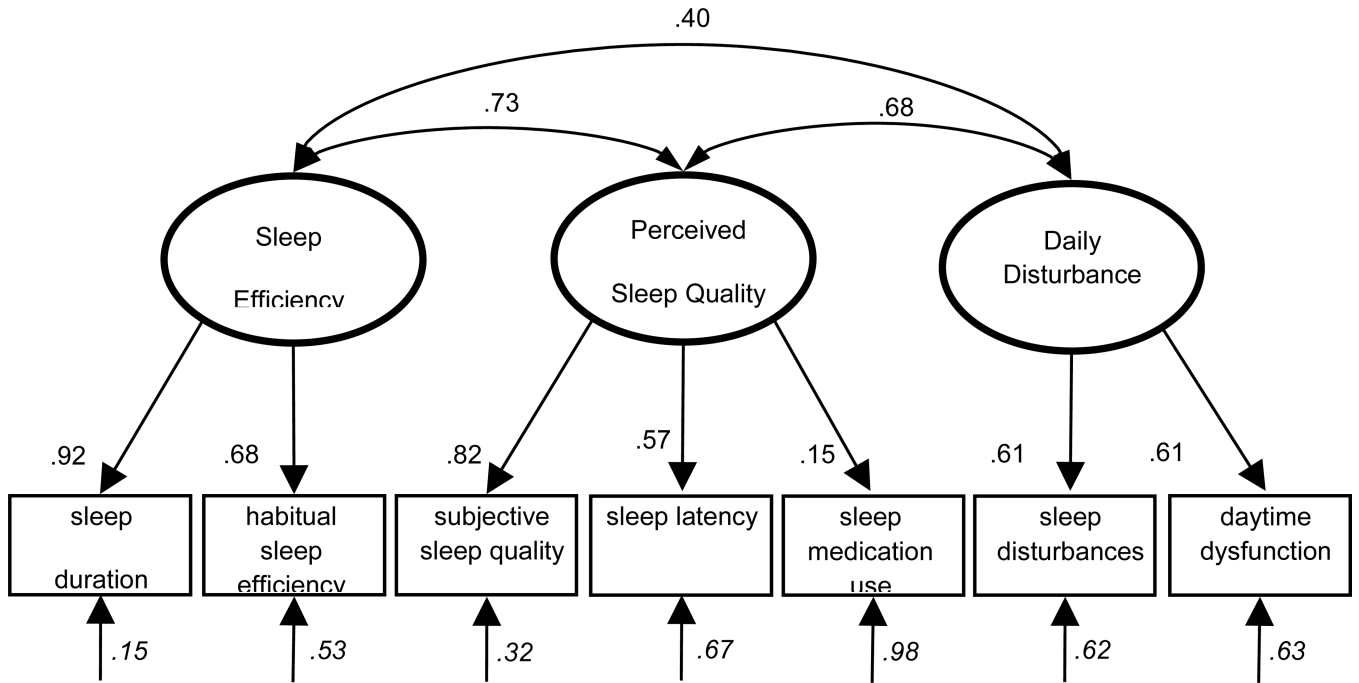 .40
.73
.68
Sleep
Efficiency
Perceived
Sleep Quality
Daily
Disturbance
.92
.68
.82
.57
.15
.61
.61
sleep
duration
habitual
sleep
efficiency
subjective
sleep quality
sleep latency
sleep
medication
use
sleep
disturbances
daytime
dysfunction
.15
.53
.32
.67
.98
.62
.63